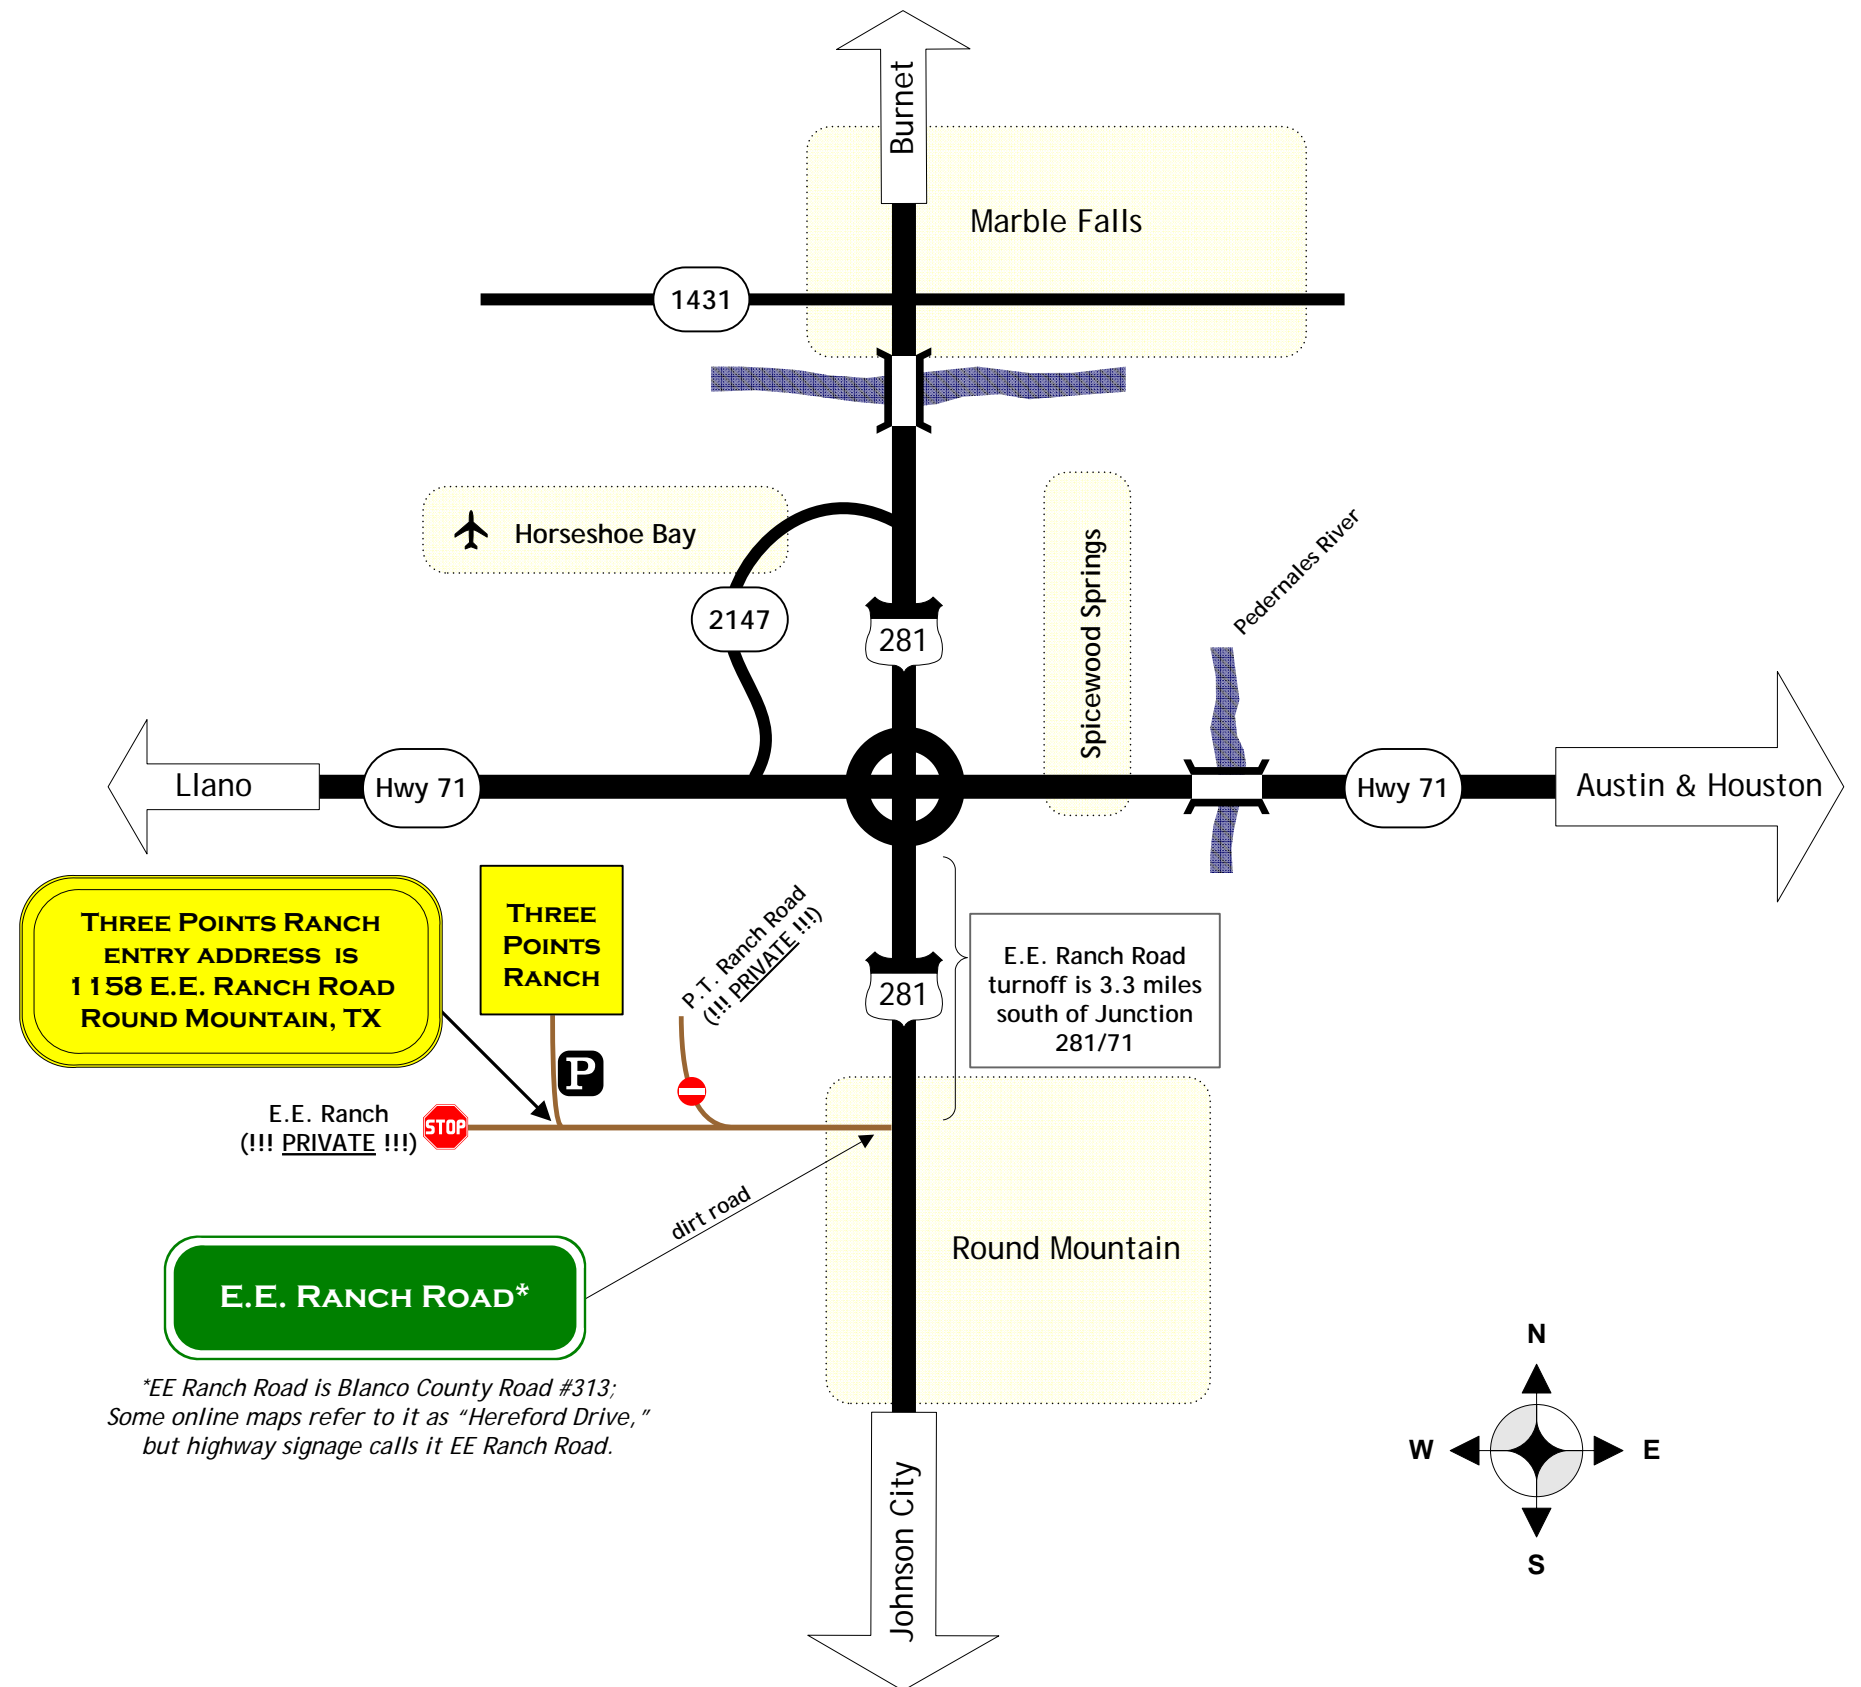 Burnet
Marble Falls
1431
Horseshoe Bay
2147
281
Spicewood Springs
Pedernales River
Llano
Hwy 71
Hwy 71
Austin & Houston
THREE POINTS RANCH
ENTRY ADDRESS IS
1158 E.E. RANCH ROAD
ROUND MOUNTAIN, TX
THREE
POINTS
RANCH
P.T. Ranch Road
(!!! PRIVATE !!!)
281
E.E. Ranch Road
turnoff is 3.3 miles
south of Junction
281/71
P
E.E. Ranch
(!!! PRIVATE !!!)
STOP
dirt road
Round Mountain
E.E. RANCH ROAD*
*EE Ranch Road is Blanco County Road #313;
Some online maps refer to it as “Hereford Drive,”
but highway signage calls it EE Ranch Road.
Johnson City
N
W
E
S